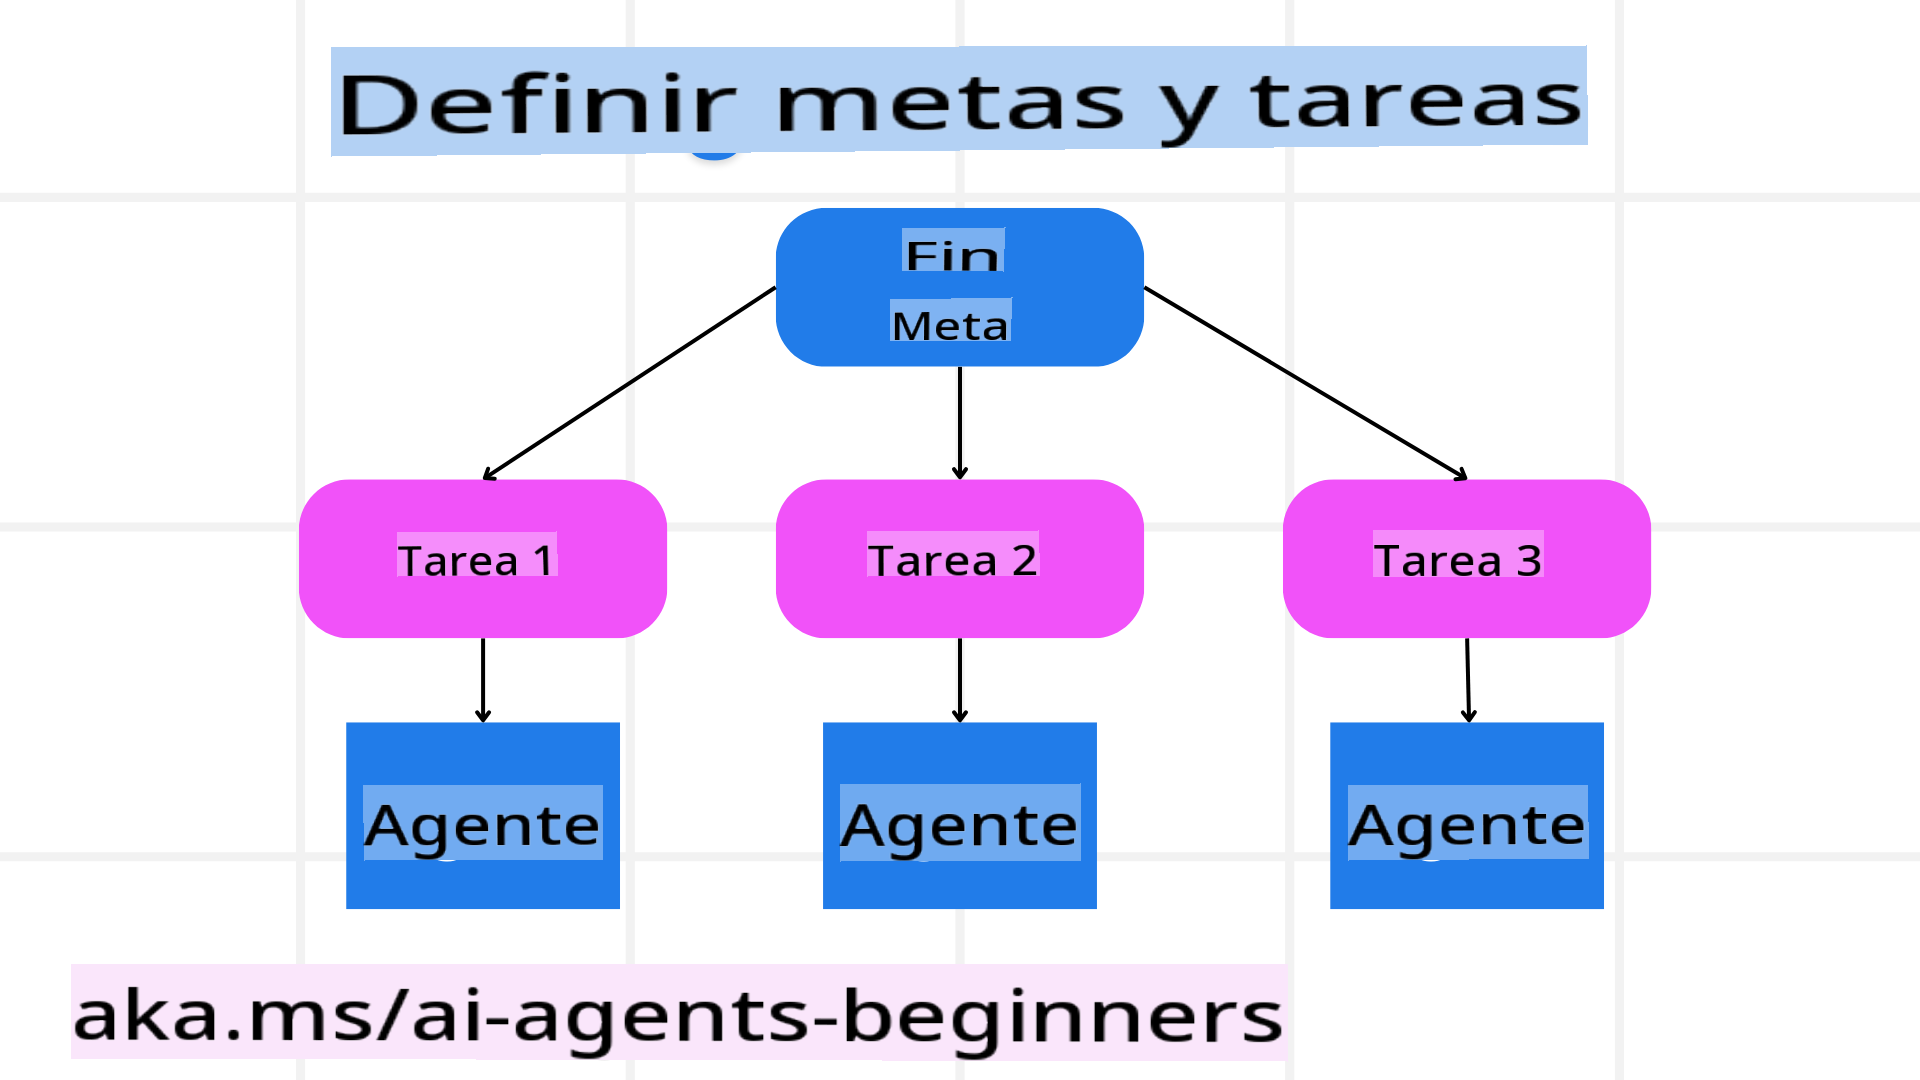 Definir metas y tareas
Fin
Meta
Tarea 1
Tarea 2
Tarea 3
Agente
Agente
Agente
aka.ms/ai-agents-beginners